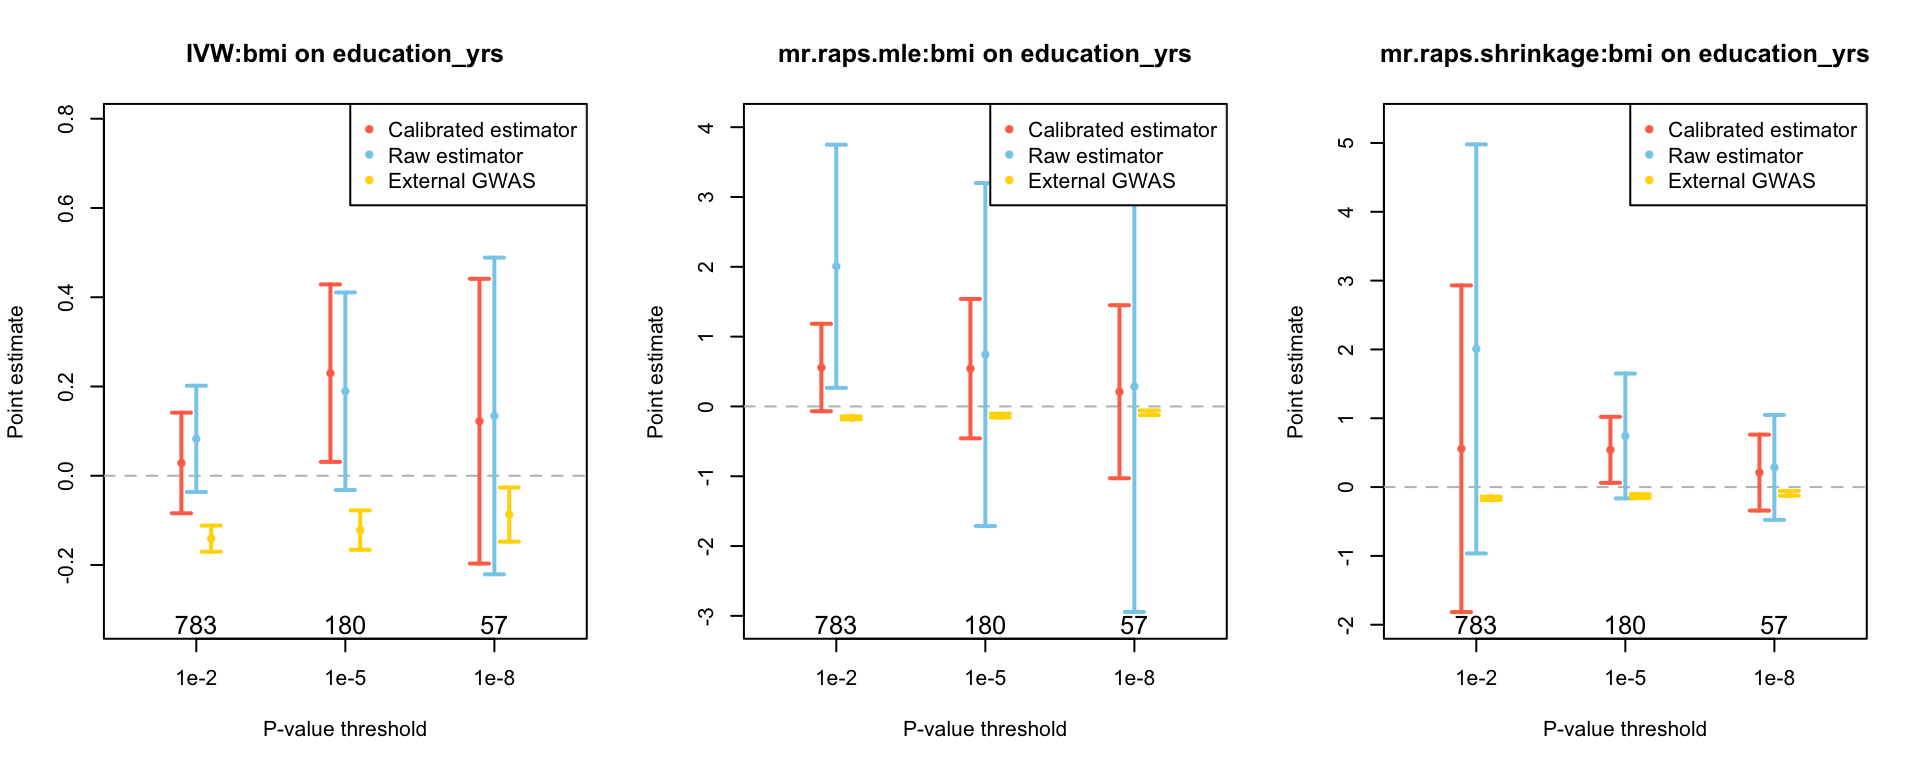 IVW:bmi on education_yrs
Calibrated estimator
Raw estimator
External GWAS
Point estimate
0.8
0.6
0.4
0.2
0.0
-0.2
783 180 57
1e-2 1e-5 1e-8
P-value threshold
mr.raps.mle:bmi on education_yrs
Calibrated estimator
Raw estimator
External GWAS
Point estimate
4
3
2
1
0
-1
-2
-3
783 180 57
1e-2 1e-5 1e-8
P-value threshold
mr.raps.shrinkage:bmi on education_yrs
Calibrated estimator
Raw estimator
External GWAS
Point estimate
5
4
3
2
1
0
-1
-2
783 180 57
1e-2 1e-5 1e-8
P-value threshold